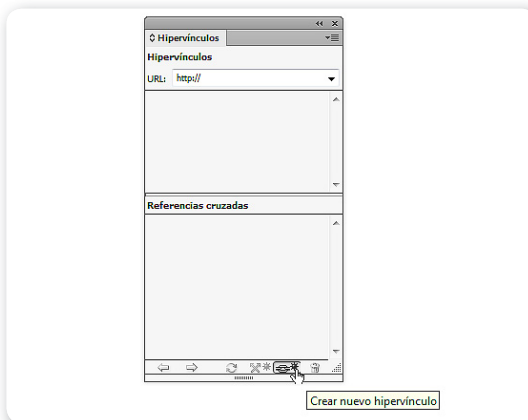 Hipervínculos
Hipervínculos
URL: http://
Referencias cruzadas
Crear nuevo hipervínculo